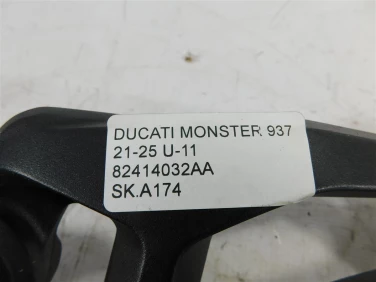 DUCATI MONSTER 937
21-25 U-11
82414032AA
SK.A174